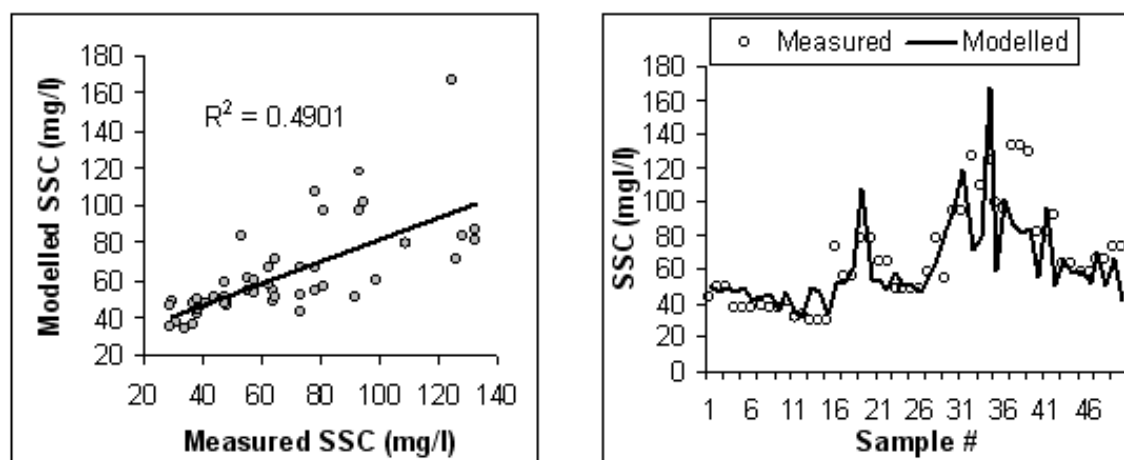 180
160
140
120
100
80
60
40
20
R² = 0.4901
Modelled SSC (mg/l)
20 40 60 80 100 120 140
Measured SSC (mg/l)
Measured Modelled
180
160
140
120
100
80
60
40
20
0
SSC (mgl/l)
1 6 11 16 21 26 31 36 41 46
Sample #